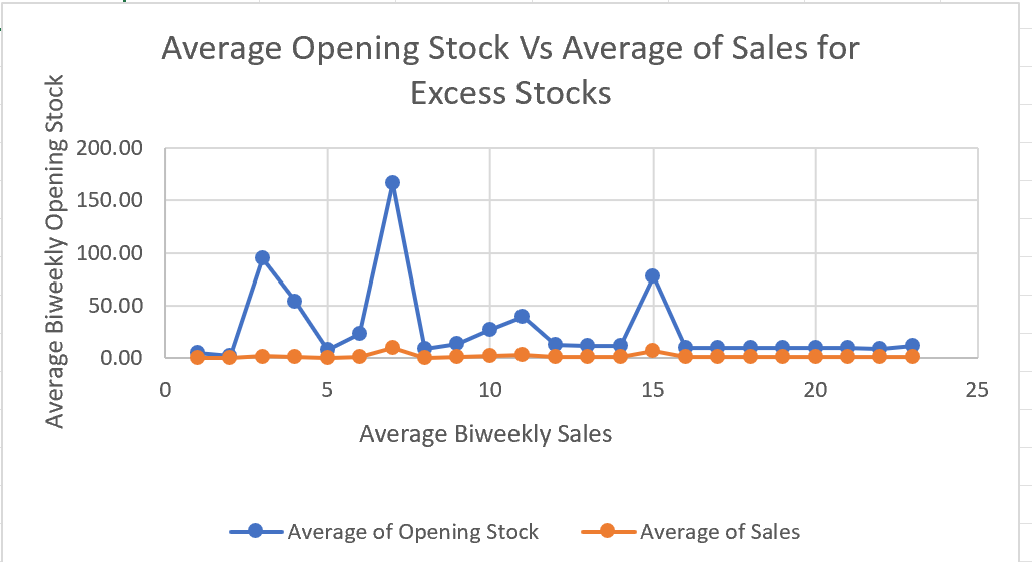 Average Opening Stock Vs Average of Sales for
Excess Stocks
Average Biweekly Opening Stock
200.00
150.00
100.00
50.00
0.00
0 5 10 15 20 25
Average Biweekly Sales
Average of Opening Stock
Average of Sales